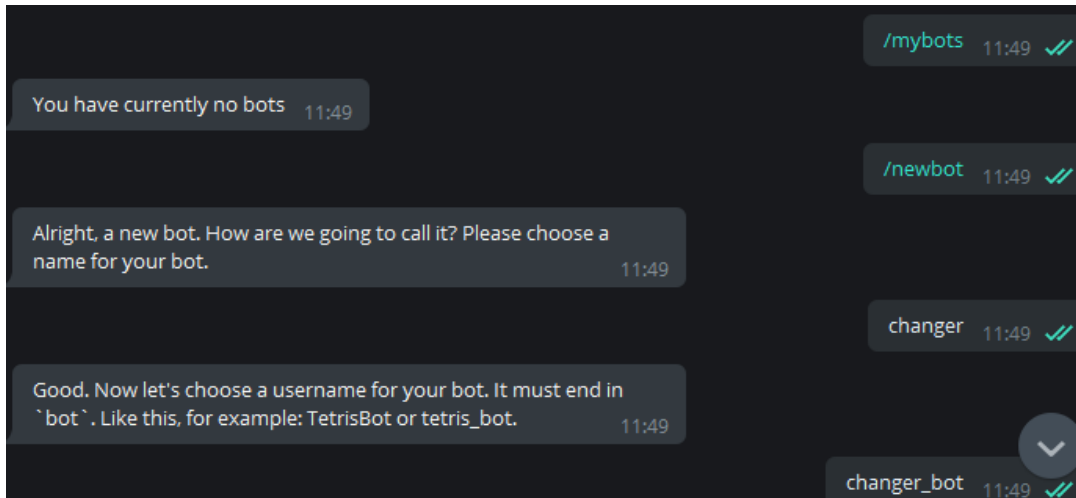 /mybots 11:49
You have currently no bots 11:49
/newbot 11:49
Alright, a new bot. How are we going to call it? Please choose a
name for your bot. 11:49
changer 11:49
Good. Now let's choose a username for your bot. It must end in
`bot`. Like this, for example: TetrisBot or tetris_bot. 11:49
changer_bot 11:49